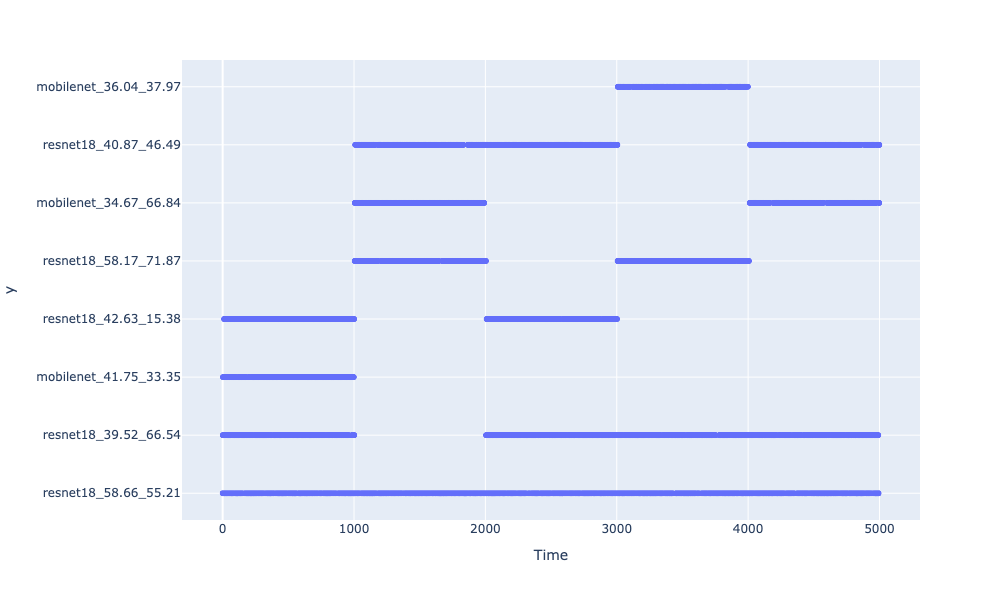 mobilenet_36.04_37.97
resnet18_40.87_46.49
mobilenet_34.67_66.84
resnet18_58.17_71.87
y
resnet18_42.63_15.38
mobilenet_41.75_33.35
resnet18_39.52_66.54
resnet18_58.66_55.21
0 1000 2000 3000 4000 5000
Time